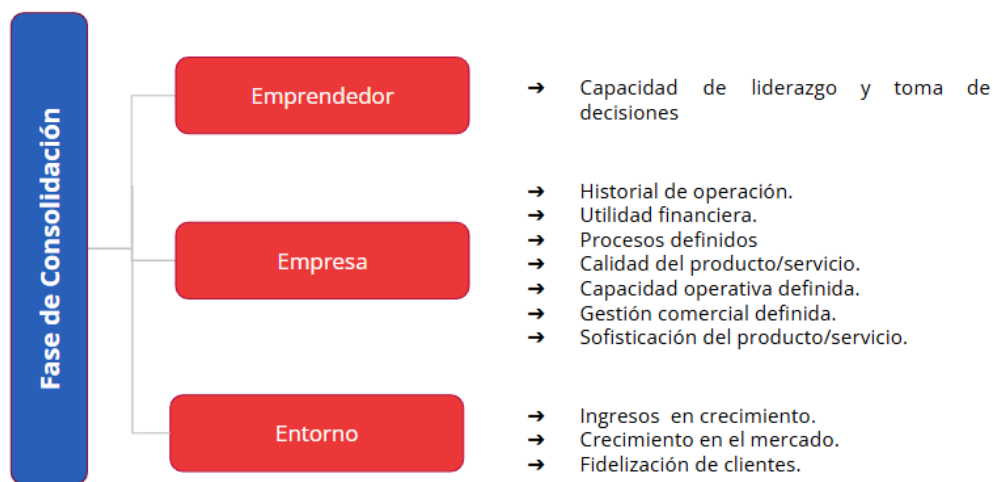 Fase de Consolidación
Emprendedor
➔ Capacidad de liderazgo y toma de
decisiones
Empresa
➔ Historial de operación.
➔ Utilidad financiera.
➔ Procesos definidos
➔ Calidad del producto/servicio.
➔ Capacidad operativa definida.
➔ Gestión comercial definida.
➔ Sofisticación del producto/servicio.
Entorno
➔ Ingresos en crecimiento.
➔ Crecimiento en el mercado.
➔ Fidelización de clientes.